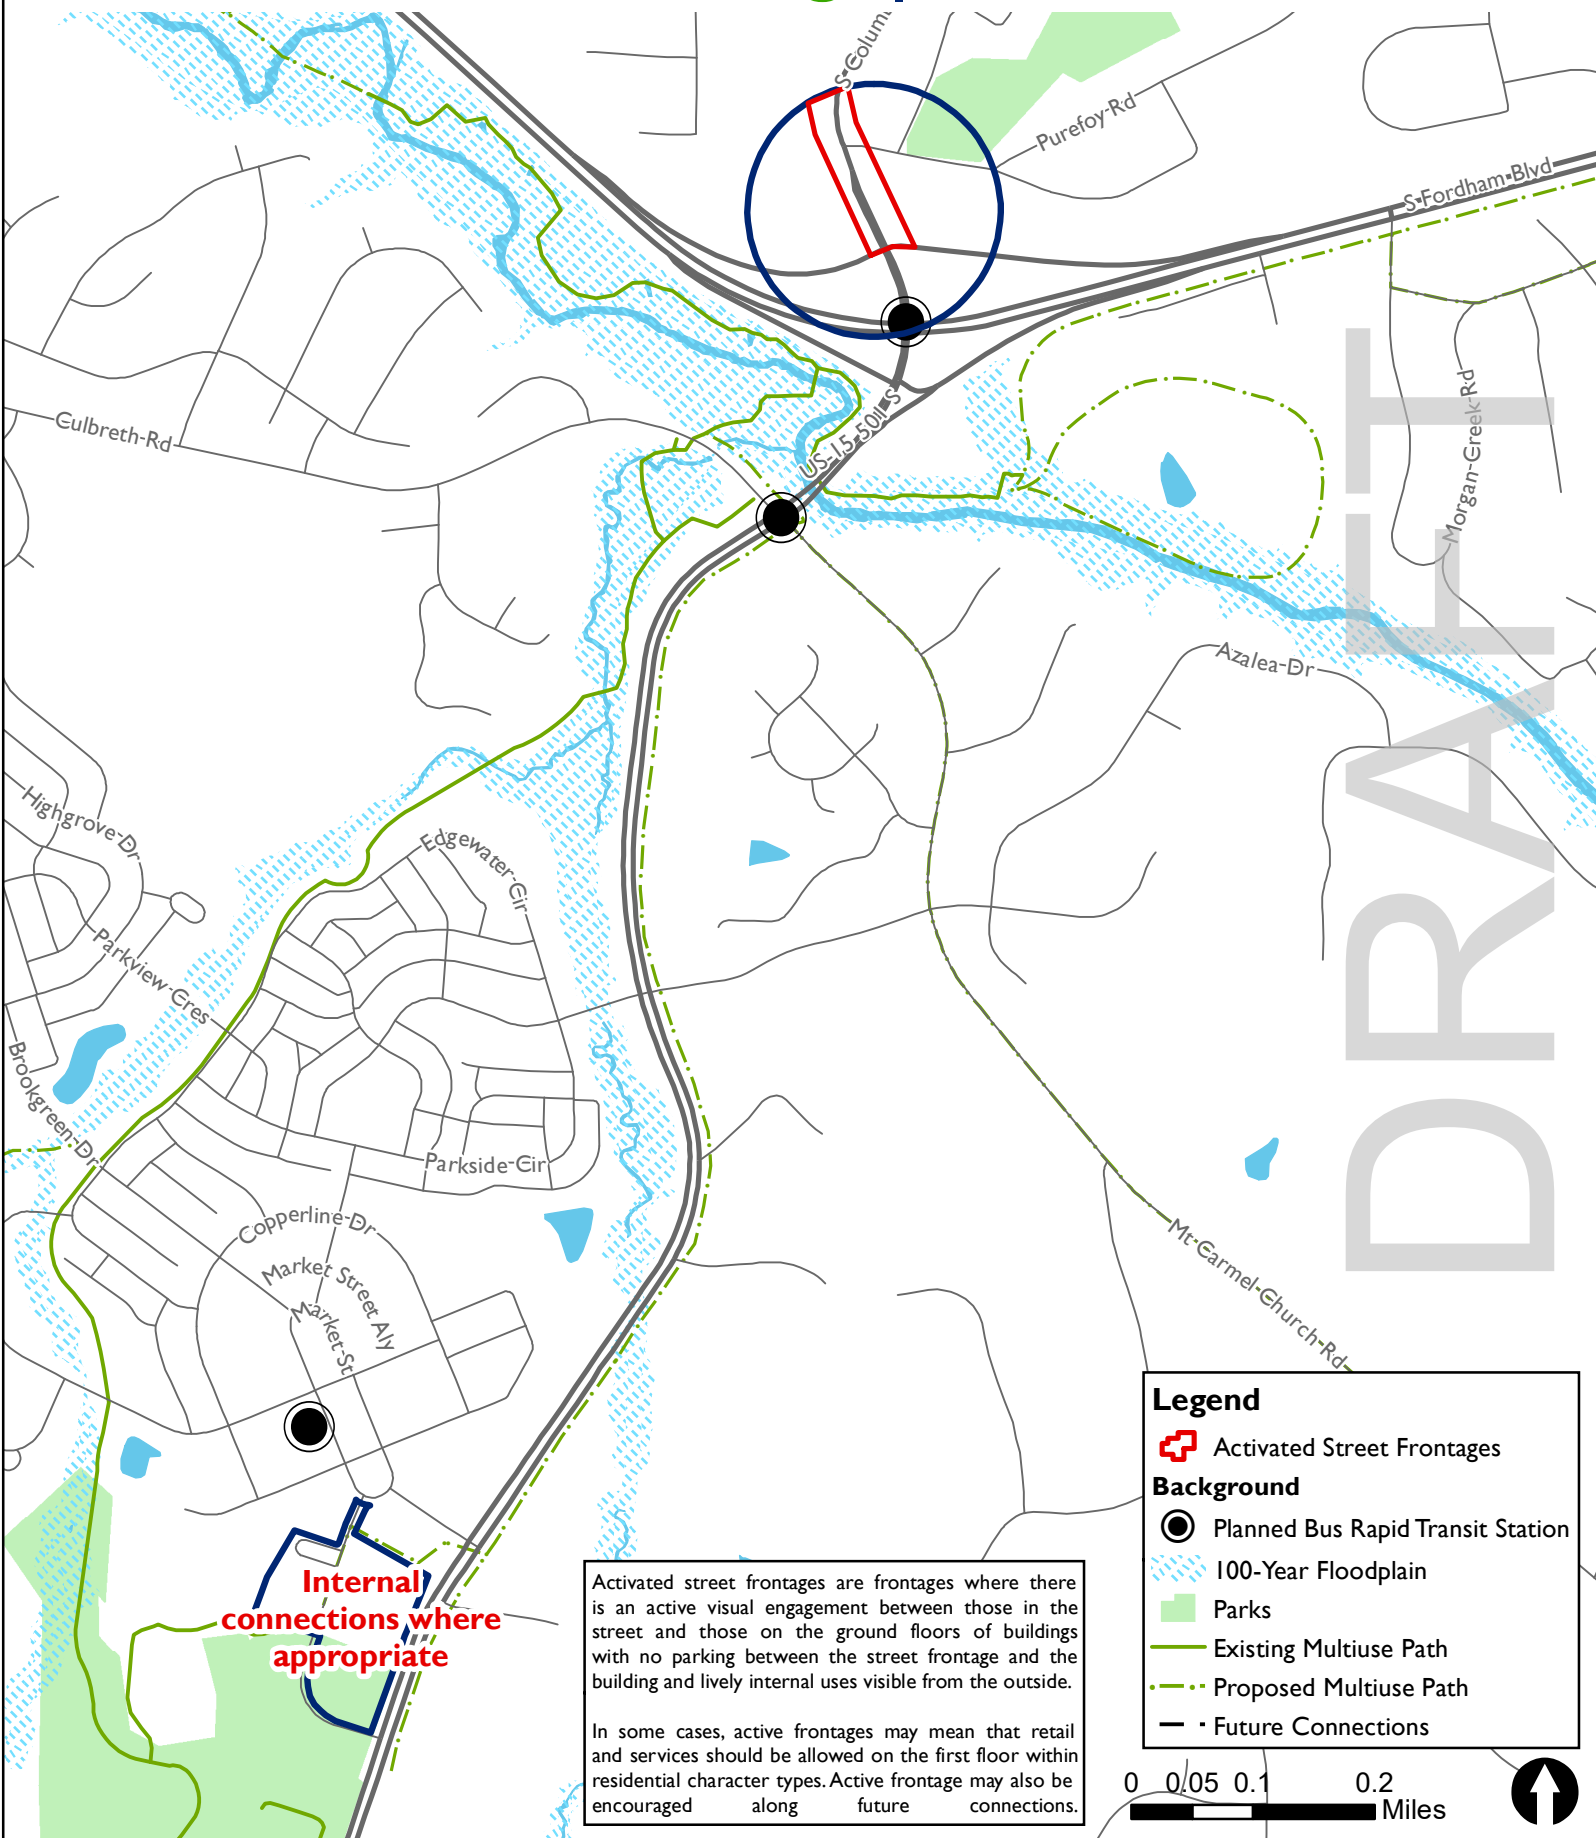 S Colum
Purefoy Rd
S Fordham Blvd
Culbreth Rd
US 15 501 S
Morgan Creek Rd
Azalea Dr
DRAFT
Highgrove Dr
Edgewater Cir
Parkview Cres
Brookgreen Dr
Parkside Cir
Copperline Dr
Market Street Aly
Market St
Mt Carmel Church Rd
Internal
connections where
appropriate
Activated street frontages are frontages where there
is an active visual engagement between those in the
street and those on the ground floors of buildings
with no parking between the street frontage and the
building and lively internal uses visible from the outside.
In some cases, active frontages may mean that retail
and services should be allowed on the first floor within
residential character types. Active frontage may also be
encouraged along future connections.
Legend
Activated Street Frontages
Background
Planned Bus Rapid Transit Station
100-Year Floodplain
Parks
Existing Multiuse Path
Proposed Multiuse Path
Future Connections
0 0.05 0.1 0.2
Miles